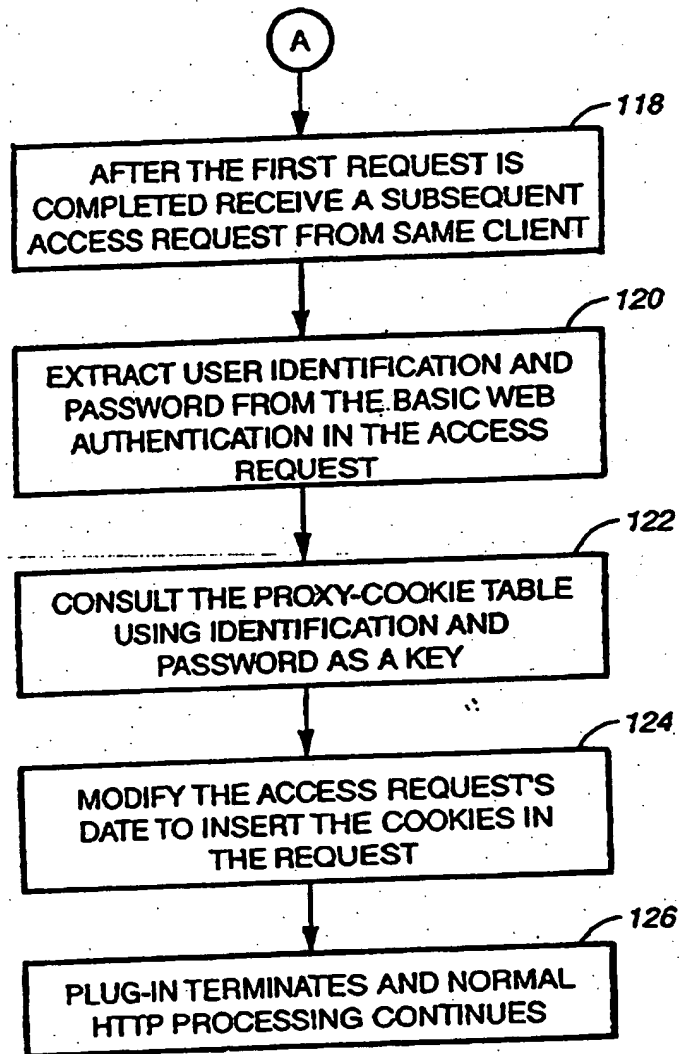 A
118
AFTER THE FIRST REQUEST IS
COMPLETED RECEIVE A SUBSEQUENT
ACCESS REQUEST FROM SAME CLIENT
120
EXTRACT USER IDENTIFICATION AND
PASSWORD FROM THE BASIC WEB
AUTHENTICATION IN THE ACCESS
REQUEST
122
CONSULT THE PROXY-COOKIE TABLE
USING IDENTIFICATION AND
PASSWORD AS A KEY
124
MODIFY THE ACCESS REQUEST'S
DATE TO INSERT THE COOKIES IN
THE REQUEST
126
PLUG-IN TERMINATES AND NORMAL
HTTP PROCESSING CONTINUES